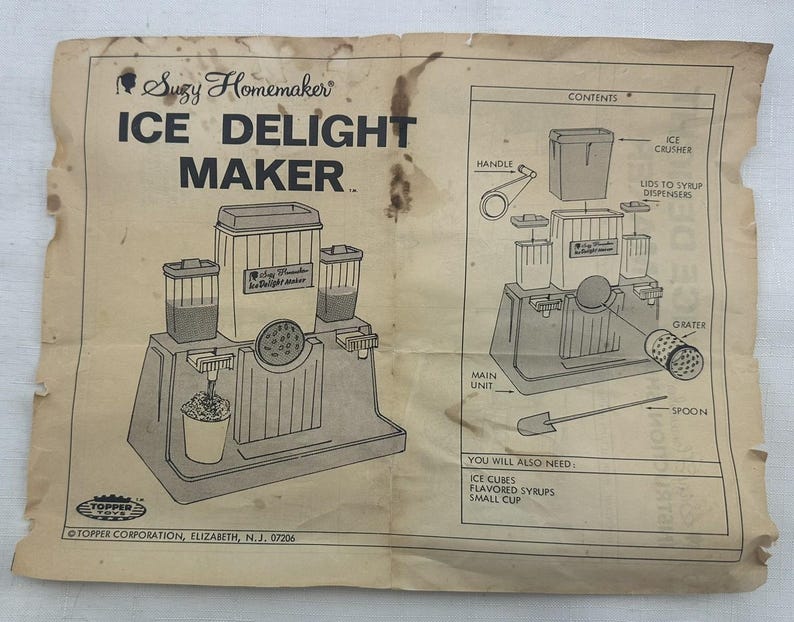 Suzy Homemaker®
ICE DELIGHT
MAKER T.M.
Suzy Homemaker
Ice Delight Maker
TOPPER T.M.
TOYS
© TOPPER CORPORATION, ELIZABETH, N.J. 07206
CONTENTS
ICE
CRUSHER
HANDLE
LIDS TO SYRUP
DISPENSERS
Suzy Homemaker
Ice Delight Maker
GRATER
MAIN
UNIT
SPOON
YOU WILL ALSO NEED:
ICE CUBES
FLAVORED SYRUPS
SMALL CUP